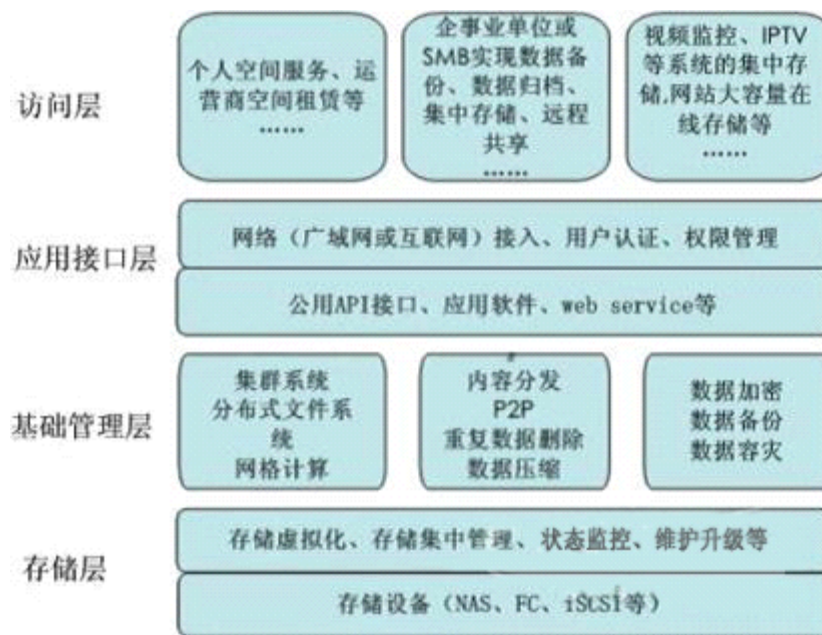 访问层
个人空间服务、运
营商空间租赁等
……
企事业单位或
SMB实现数据备
份、数据归档、
集中存储、远程
共享
……
视频监控、IPTV
等系统的集中存
储,网站大容量在
线存储等
……
应用接口层
网络（广域网或互联网）接入、用户认证、权限管理
公用API接口、应用软件、web service等
基础管理层
集群系统
分布式文件系
统
网格计算
内容分发
P2P
重复数据删除
数据压缩
数据加密
数据备份
数据容灾
存储层
存储虚拟化、存储集中管理、状态监控、维护升级等
存储设备（NAS、FC、iSCSI等）